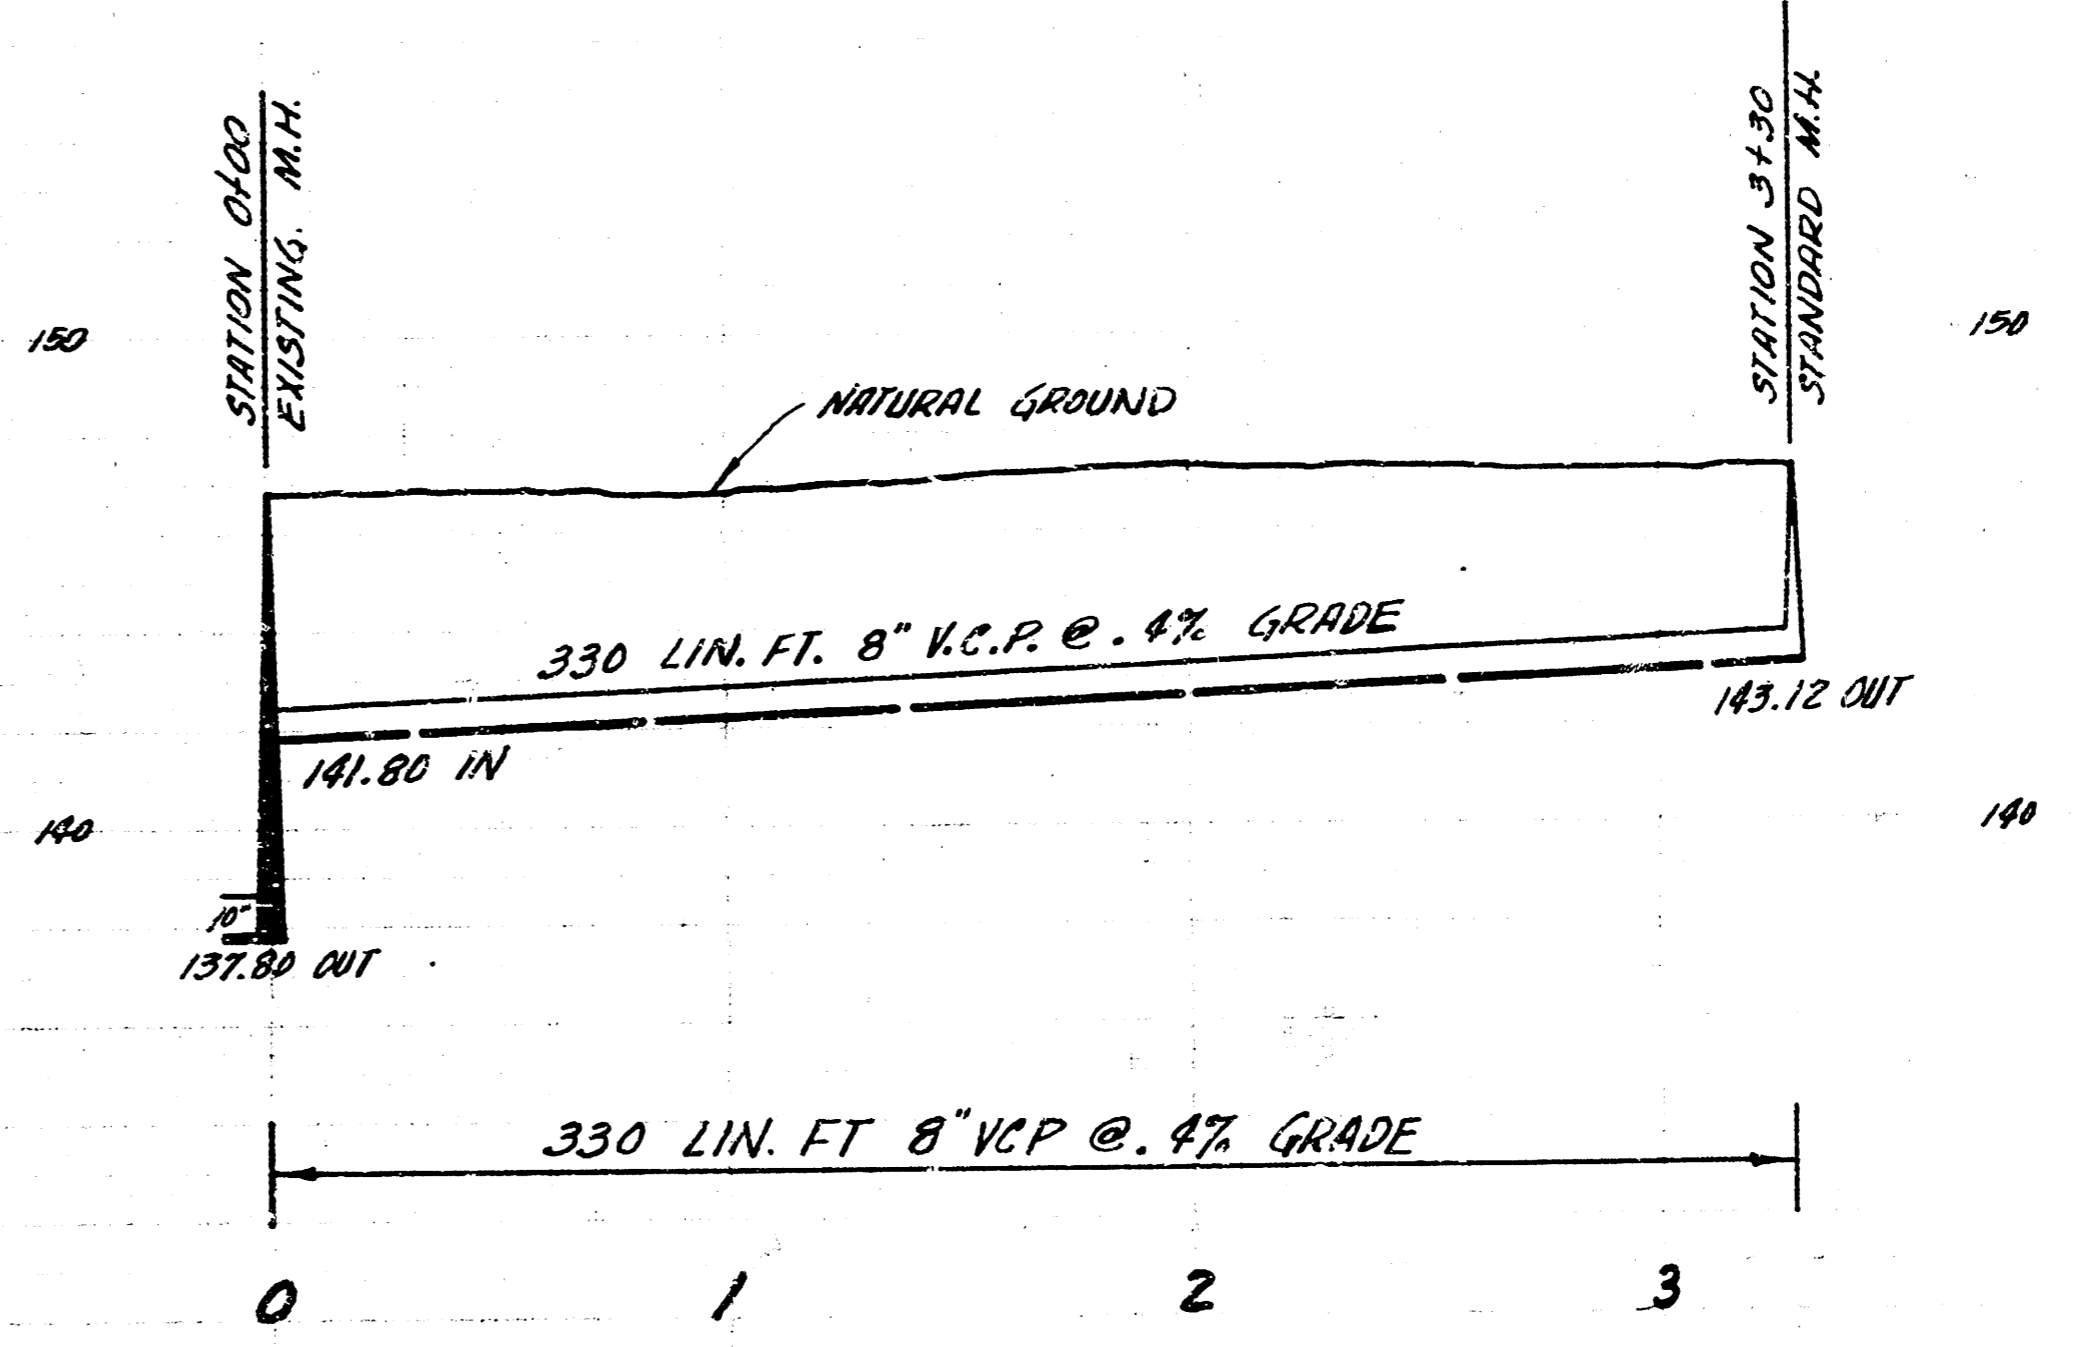 STATION 0+00
EXISTING. M.H.
STATION 3+30
STANDARD M.H.
150
150
NATURAL GROUND
330 LIN. FT. 8" V.C.P. @ .4% GRADE
143.12 OUT
141.80 IN
140
140
10"
137.80 OUT
330 LIN. FT 8" VCP @ .4% GRADE
0 1 2 3